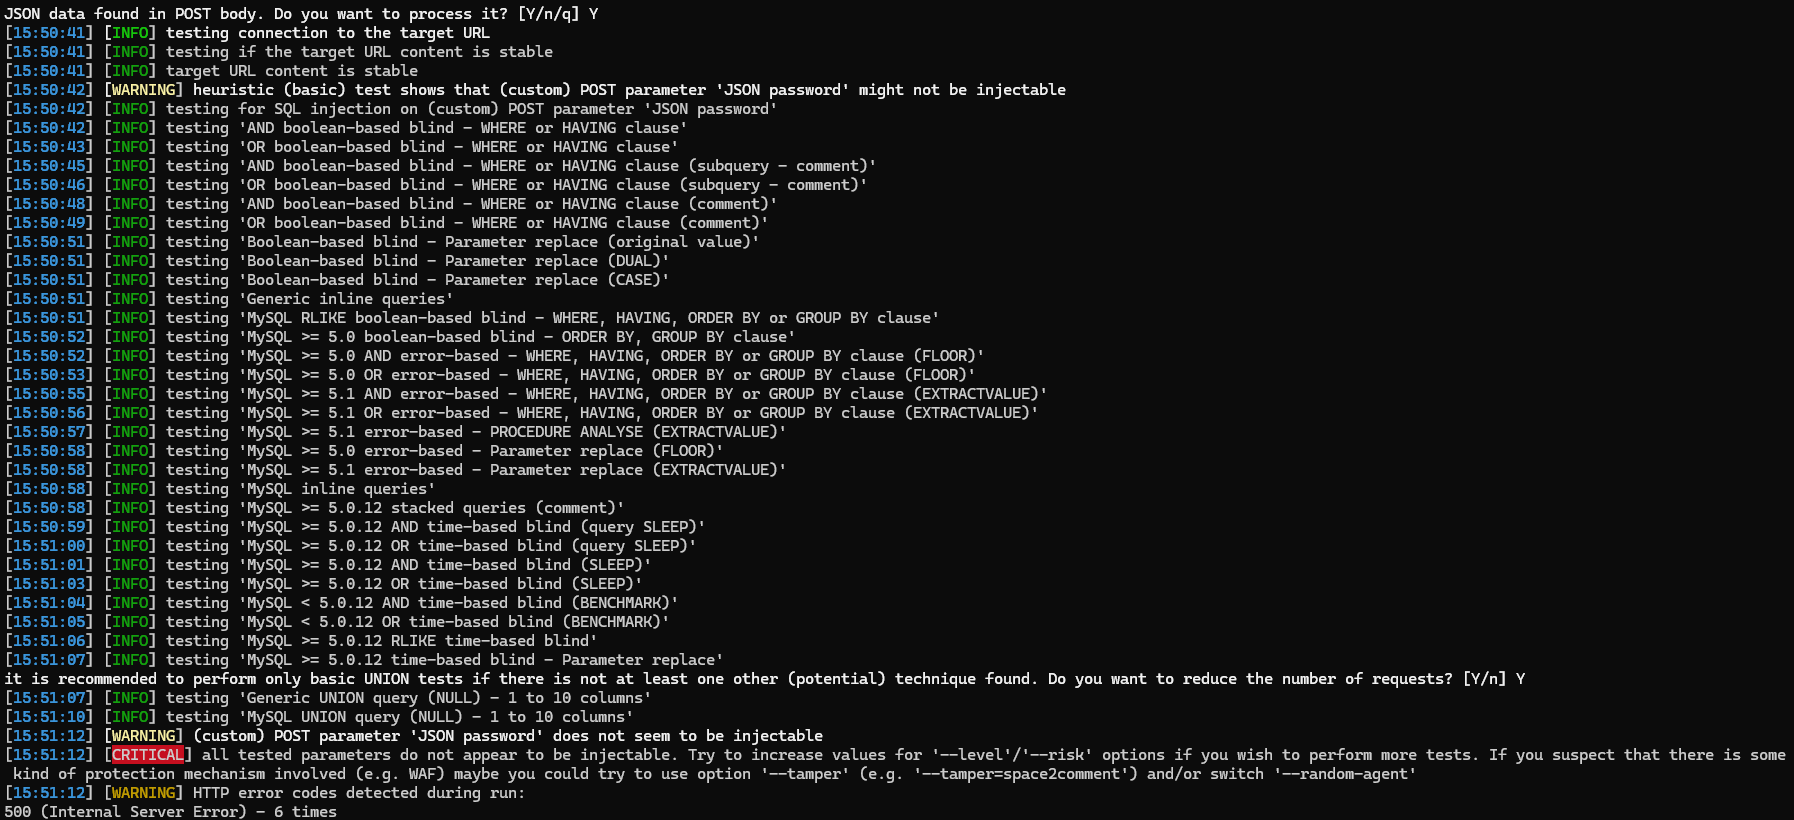 JSON data found in POST body. Do you want to process it? [Y/n/q] Y
[15:50:41] [INFO] testing connection to the target URL
[15:50:41] [INFO] testing if the target URL content is stable
[15:50:41] [INFO] target URL content is stable
[15:50:42] [WARNING] heuristic (basic) test shows that (custom) POST parameter 'JSON password' might not be injectable
[15:50:42] [INFO] testing for SQL injection on (custom) POST parameter 'JSON password'
[15:50:42] [INFO] testing 'AND boolean-based blind - WHERE or HAVING clause'
[15:50:43] [INFO] testing 'OR boolean-based blind - WHERE or HAVING clause'
[15:50:45] [INFO] testing 'AND boolean-based blind - WHERE or HAVING clause (subquery - comment)'
[15:50:46] [INFO] testing 'OR boolean-based blind - WHERE or HAVING clause (subquery - comment)'
[15:50:48] [INFO] testing 'AND boolean-based blind - WHERE or HAVING clause (comment)'
[15:50:49] [INFO] testing 'OR boolean-based blind - WHERE or HAVING clause (comment)'
[15:50:51] [INFO] testing 'Boolean-based blind - Parameter replace (original value)'
[15:50:51] [INFO] testing 'Boolean-based blind - Parameter replace (DUAL)'
[15:50:51] [INFO] testing 'Boolean-based blind - Parameter replace (CASE)'
[15:50:51] [INFO] testing 'Generic inline queries'
[15:50:51] [INFO] testing 'MySQL RLIKE boolean-based blind - WHERE, HAVING, ORDER BY or GROUP BY clause'
[15:50:52] [INFO] testing 'MySQL >= 5.0 boolean-based blind - ORDER BY, GROUP BY clause'
[15:50:52] [INFO] testing 'MySQL >= 5.0 AND error-based - WHERE, HAVING, ORDER BY or GROUP BY clause (FLOOR)'
[15:50:53] [INFO] testing 'MySQL >= 5.0 OR error-based - WHERE, HAVING, ORDER BY or GROUP BY clause (FLOOR)'
[15:50:55] [INFO] testing 'MySQL >= 5.1 AND error-based - WHERE, HAVING, ORDER BY or GROUP BY clause (EXTRACTVALUE)'
[15:50:56] [INFO] testing 'MySQL >= 5.1 OR error-based - WHERE, HAVING, ORDER BY or GROUP BY clause (EXTRACTVALUE)'
[15:50:57] [INFO] testing 'MySQL >= 5.1 error-based - PROCEDURE ANALYSE (EXTRACTVALUE)'
[15:50:58] [INFO] testing 'MySQL >= 5.0 error-based - Parameter replace (FLOOR)'
[15:50:58] [INFO] testing 'MySQL >= 5.1 error-based - Parameter replace (EXTRACTVALUE)'
[15:50:58] [INFO] testing 'MySQL inline queries'
[15:50:58] [INFO] testing 'MySQL >= 5.0.12 stacked queries (comment)'
[15:50:59] [INFO] testing 'MySQL >= 5.0.12 AND time-based blind (query SLEEP)'
[15:51:00] [INFO] testing 'MySQL >= 5.0.12 OR time-based blind (query SLEEP)'
[15:51:01] [INFO] testing 'MySQL >= 5.0.12 AND time-based blind (SLEEP)'
[15:51:03] [INFO] testing 'MySQL >= 5.0.12 OR time-based blind (SLEEP)'
[15:51:04] [INFO] testing 'MySQL < 5.0.12 AND time-based blind (BENCHMARK)'
[15:51:05] [INFO] testing 'MySQL < 5.0.12 OR time-based blind (BENCHMARK)'
[15:51:06] [INFO] testing 'MySQL >= 5.0.12 RLIKE time-based blind'
[15:51:07] [INFO] testing 'MySQL >= 5.0.12 time-based blind - Parameter replace'
it is recommended to perform only basic UNION tests if there is not at least one other (potential) technique found. Do you want to reduce the number of requests? [Y/n] Y
[15:51:07] [INFO] testing 'Generic UNION query (NULL) - 1 to 10 columns'
[15:51:10] [INFO] testing 'MySQL UNION query (NULL) - 1 to 10 columns'
[15:51:12] [WARNING] (custom) POST parameter 'JSON password' does not seem to be injectable
[15:51:12] [CRITICAL] all tested parameters do not appear to be injectable. Try to increase values for '--level'/'--risk' options if you wish to perform more tests. If you suspect that there is some
kind of protection mechanism involved (e.g. WAF) maybe you could try to use option '--tamper' (e.g. '--tamper=space2comment') and/or switch '--random-agent'
[15:51:12] [WARNING] HTTP error codes detected during run:
500 (Internal Server Error) - 6 times